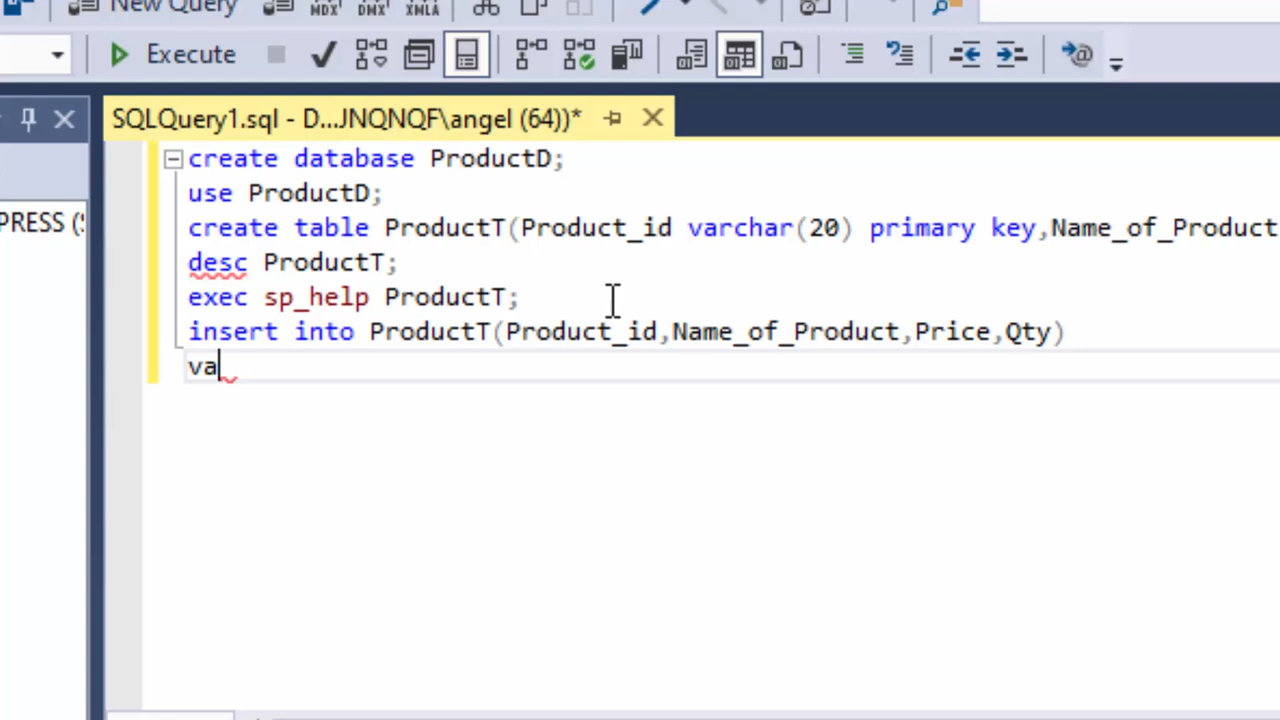 New Query
MDX DMX XMLA
Execute
SQLQuery1.sql - D...JNQNQF\angel (64))*
PRESS (
create database ProductD;
use ProductD;
create table ProductT(Product_id varchar(20) primary key,Name_of_Product
desc ProductT;
exec sp_help ProductT;
insert into ProductT(Product_id,Name_of_Product,Price,Qty)
va